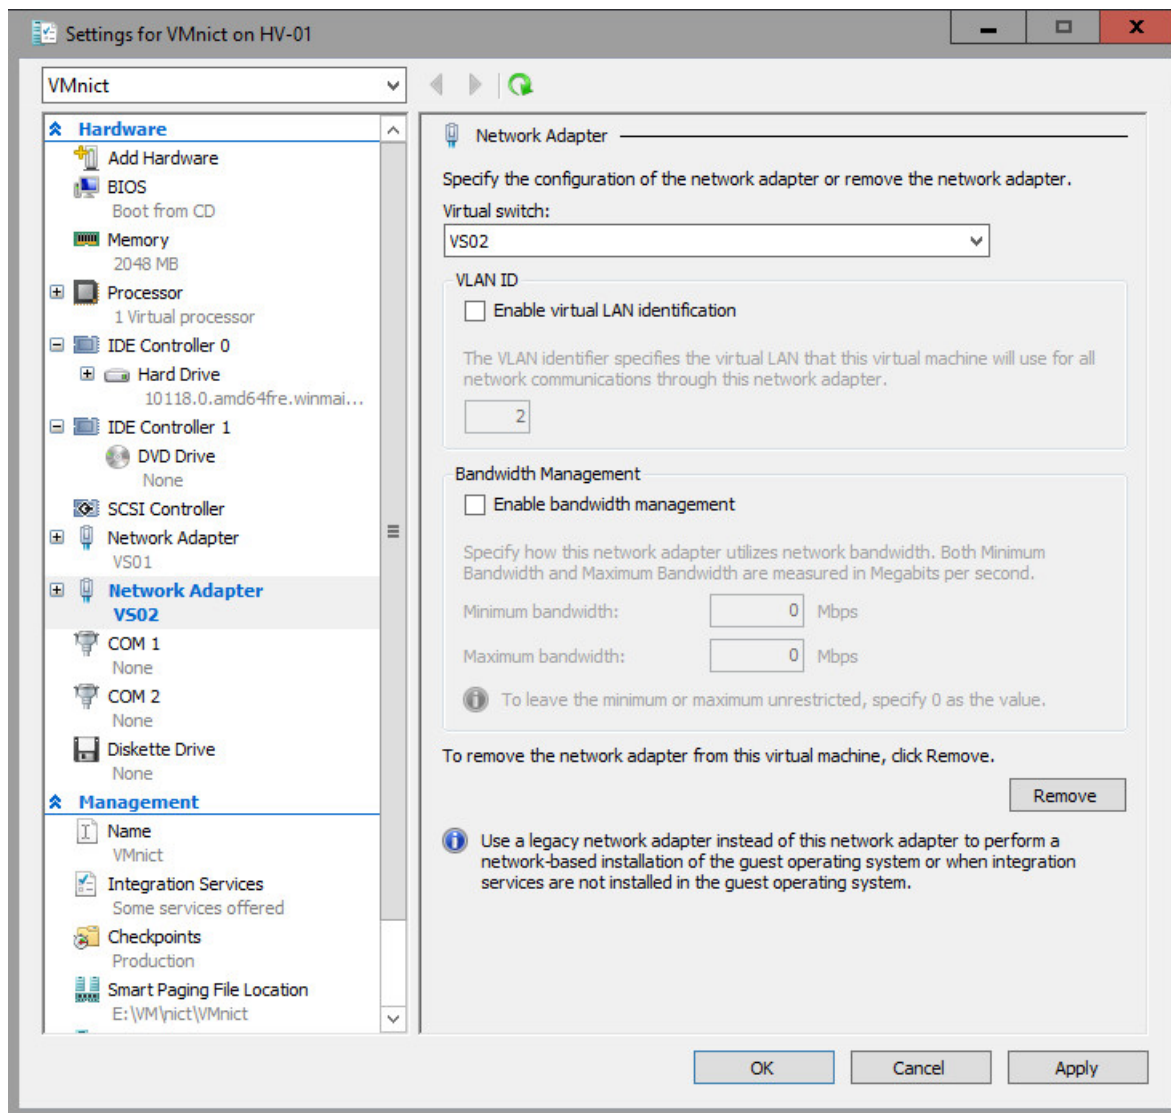 Settings for VMnict on HV-01
VMnict
Hardware
Add Hardware
BIOS
Boot from CD
Memory
2048 MB
Processor
1 Virtual processor
IDE Controller 0
Hard Drive
10118.0.amd64fre.winmai...
IDE Controller 1
DVD Drive
None
SCSI Controller
Network Adapter
VS01
Network Adapter
VS02
COM 1
None
COM 2
None
Diskette Drive
None
Management
Name
VMnict
Integration Services
Some services offered
Checkpoints
Production
Smart Paging File Location
E:\VM\nict\VMnict
Network Adapter
Specify the configuration of the network adapter or remove the network adapter.
Virtual switch:
VS02
VLAN ID
Enable virtual LAN identification
The VLAN identifier specifies the virtual LAN that this virtual machine will use for all
network communications through this network adapter.
2
Bandwidth Management
Enable bandwidth management
Specify how this network adapter utilizes network bandwidth. Both Minimum
Bandwidth and Maximum Bandwidth are measured in Megabits per second.
Minimum bandwidth: 0 Mbps
Maximum bandwidth: 0 Mbps
To leave the minimum or maximum unrestricted, specify 0 as the value.
To remove the network adapter from this virtual machine, click Remove.
Remove
Use a legacy network adapter instead of this network adapter to perform a
network-based installation of the guest operating system or when integration
services are not installed in the guest operating system.
OK Cancel Apply